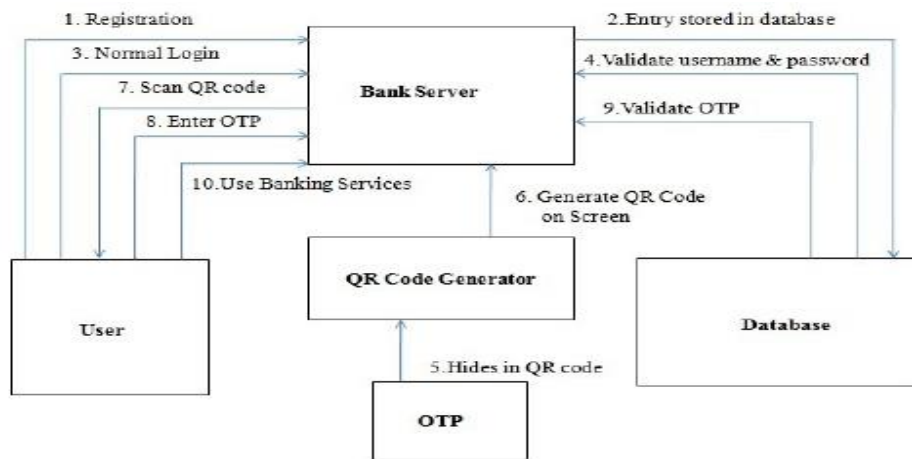 1. Registration
2.Entry stored in database
3. Normal Login
4.Validate username & password
7. Scan QR code
Bank Server
9.Validate OTP
8. Enter OTP
10.Use Banking Services
6. Generate QR Code
on Screen
QR Code Generator
User
Database
5.Hides in QR code
OTP